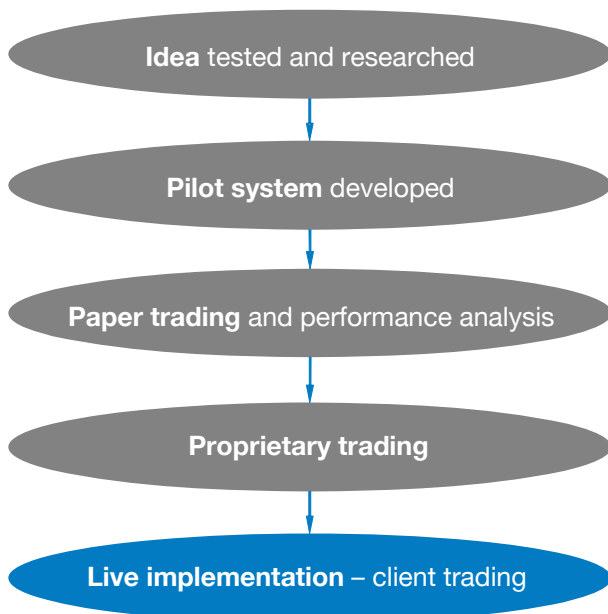 Idea tested and researched
Pilot system developed
Paper trading and performance analysis
Proprietary trading
Live implementation – client trading